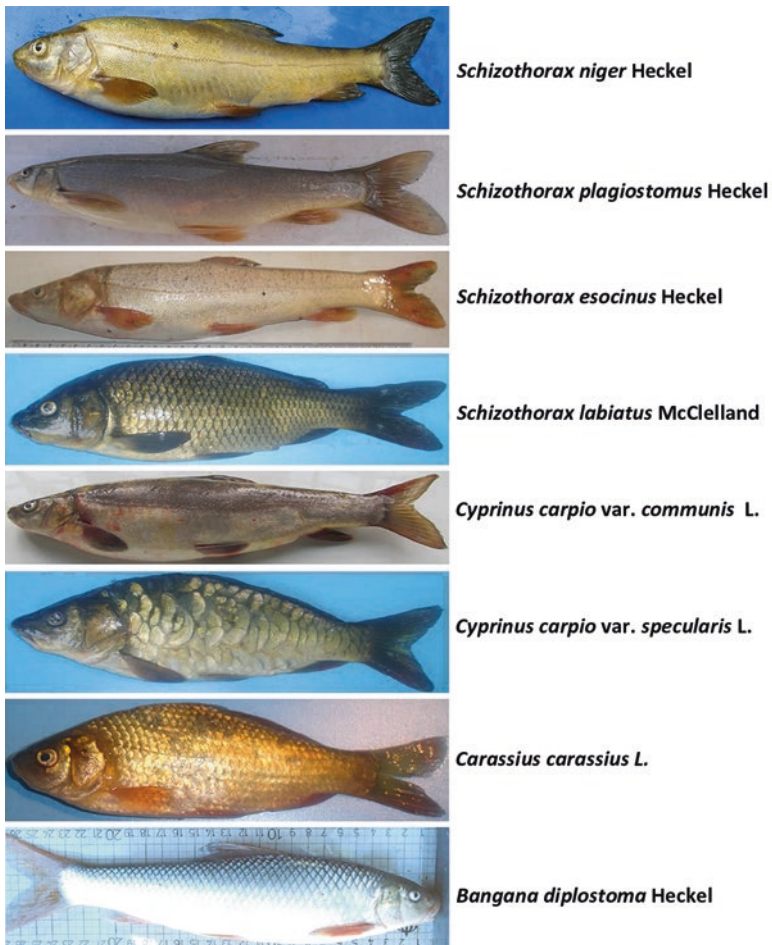 Schizothorax niger Heckel
Schizothorax plagiostomus Heckel
Schizothorax esocinus Heckel
Schizothorax labiatus McClelland
Cyprinus carpio var. communis L.
Cyprinus carpio var. specularis L.
Carassius carassius L.
Bangana diplostoma Heckel